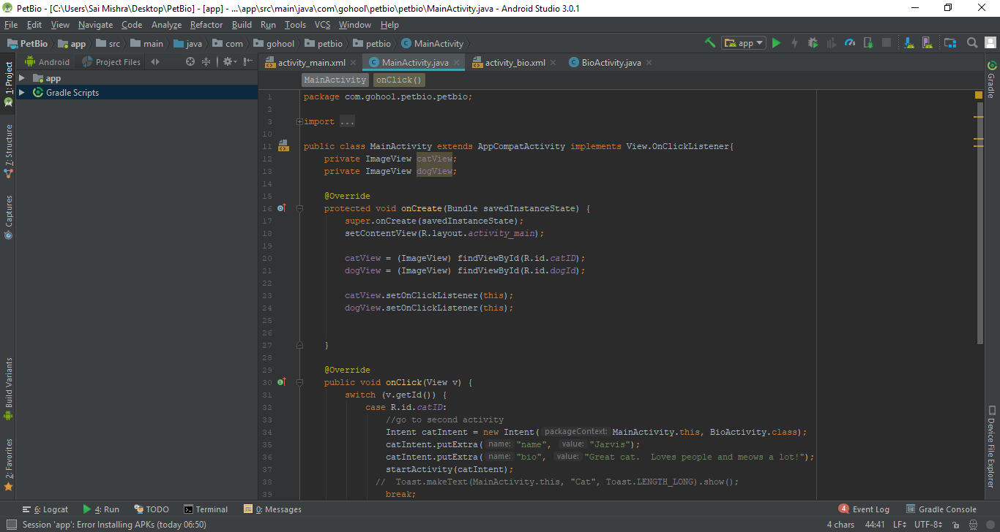 PetBio - [C:\Users\Sai Mishra\Desktop\PetBio] - [app] - ...\app\src\main\java\com\gohool\petbio\petbio\MainActivity.java - Android Studio 3.0.1
File Edit View Navigate Code Analyze Refactor Build Run Tools VCS Window Help
PetBio app src main java com gohool petbio petbio MainActivity app
Android Project Files activity_main.xml MainActivity.java activity_bio.xml BioActivity.java
1: Project
7: Structure
Captures
Build Variants
2: Favorites
app
Gradle Scripts
MainActivity onClick()
1 package com.gohool.petbio.petbio;
2
3 import ...
10
11 public class MainActivity extends AppCompatActivity implements View.OnClickListener{
12 private ImageView catView;
13 private ImageView dogView;
14
15 @Override
16 protected void onCreate(Bundle savedInstanceState) {
17 super.onCreate(savedInstanceState);
18 setContentView(R.layout.activity_main);
19
20 catView = (ImageView) findViewById(R.id.catID);
21 dogView = (ImageView) findViewById(R.id.dogId);
22
23 catView.setOnClickListener(this);
24 dogView.setOnClickListener(this);
25
26
27 }
28
29 @Override
30 public void onClick(View v) {
31 switch (v.getId()) {
32 case R.id.catID:
33 //go to second activity
34 Intent catIntent = new Intent( packageContext: MainActivity.this, BioActivity.class);
35 catIntent.putExtra( name: "name", value: "Jarvis");
36 catIntent.putExtra( name: "bio", value: "Great cat.  Loves people and meows a lot!");
37 startActivity(catIntent);
38 //  Toast.makeText(MainActivity.this, "Cat", Toast.LENGTH_LONG).show();
39 break;
Gradle
Device File Explorer
6: Logcat 4: Run TODO Terminal 0: Messages 4 Event Log Gradle Console
Session 'app': Error Installing APKs (today 06:50) 4 chars 44:41 LF UTF-8